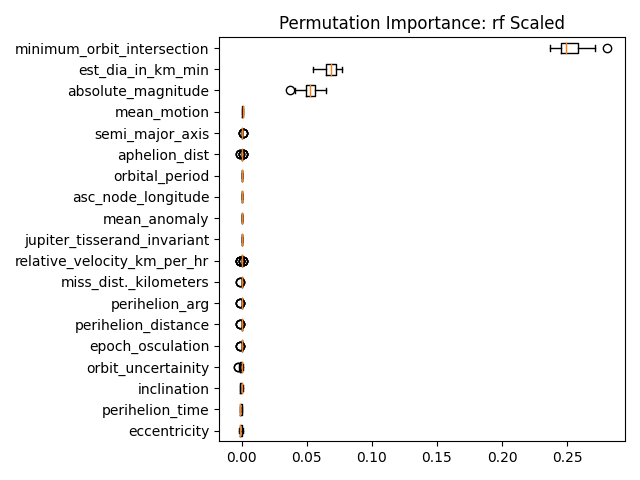 Permutation Importance: rf Scaled
minimum_orbit_intersection
est_dia_in_km_min
absolute_magnitude
mean_motion
semi_major_axis
aphelion_dist
orbital_period
asc_node_longitude
mean_anomaly
jupiter_tisserand_invariant
relative_velocity_km_per_hr
miss_dist._kilometers
perihelion_arg
perihelion_distance
epoch_osculation
orbit_uncertainity
inclination
perihelion_time
eccentricity
0.00 0.05 0.10 0.15 0.20 0.25